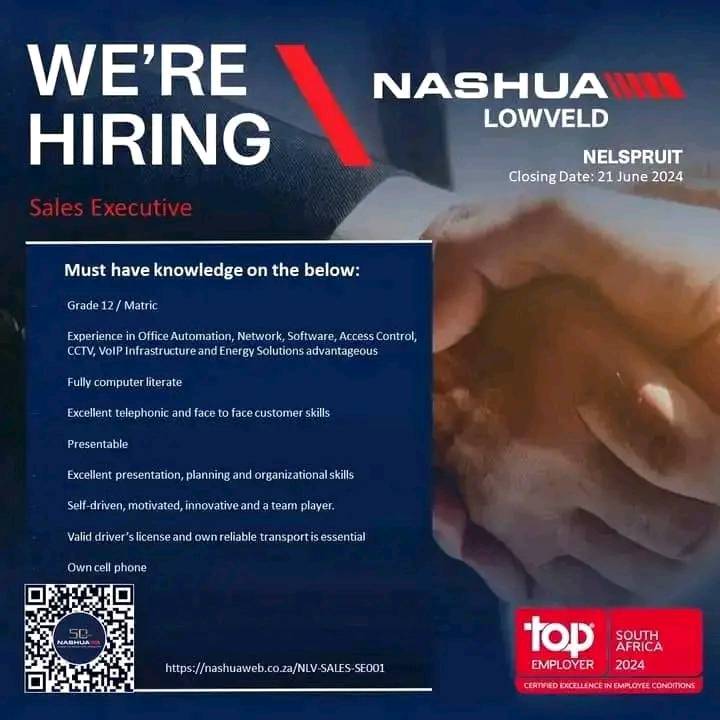 WE'RE
HIRING
NASHUA
LOWVELD
NELSPRUIT
Closing Date: 21 June 2024
Sales Executive
Must have knowledge on the below:
Grade 12 / Matric
Experience in Office Automation, Network, Software, Access Control,
CCTV, VoIP Infrastructure and Energy Solutions advantageous
Fully computer literate
Excellent telephonic and face to face customer skills
Presentable
Excellent presentation, planning and organizational skills
Self-driven, motivated, innovative and a team player.
Valid driver's license and own reliable transport is essential
Own cell phone
NASHUA
https://nashuaweb.co.za/NLV-SALES-SE001
top
EMPLOYER
SOUTH
AFRICA
2024
CERTIFIED EXCELLENCE IN EMPLOYEE CONDITIONS